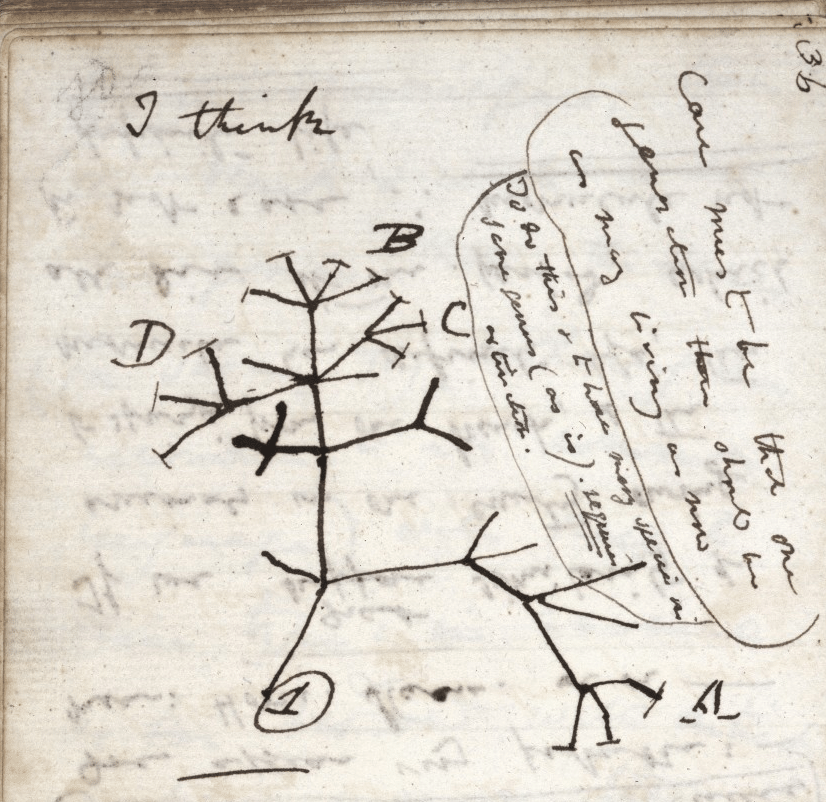 36
I think
Case must be that one
generation then should be
as many living as now
To do this & to have many species in
same genus (as is). requires
extinction.
B
C
D
A
1